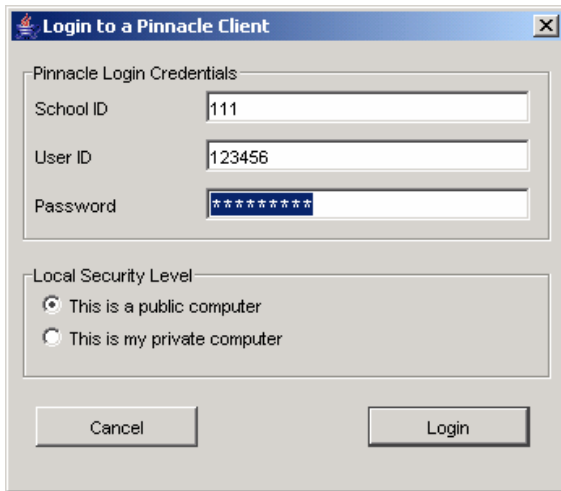 Login to a Pinnacle Client
Pinnacle Login Credentials
School ID 111
User ID 123456
Password *********
Local Security Level
This is a public computer
This is my private computer
Cancel Login